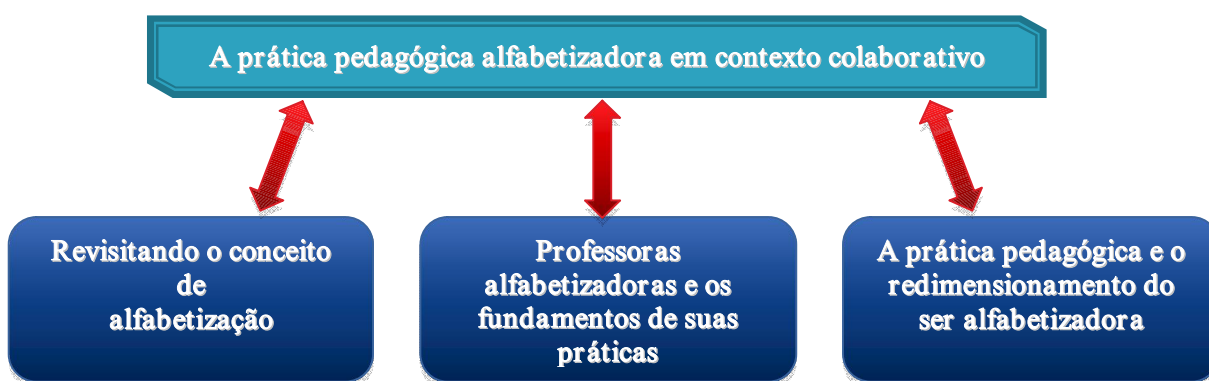 A prática pedagógica alfabetizadora em contexto colaborativo
Revisitando o conceito
de
alfabetização
Professoras
alfabetizadoras e os
fundamentos de suas
práticas
A prática pedagógica e o
redimensionamento do
ser alfabetizadora